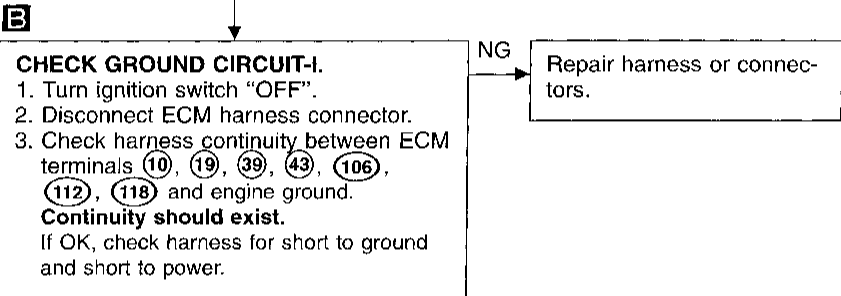 B
CHECK GROUND CIRCUIT-I.
1. Turn ignition switch “OFF”.
2. Disconnect ECM harness connector.
3. Check harness continuity between ECM
terminals 10, 19, 39, 43, 106,
112, 118 and engine ground.
Continuity should exist.
If OK, check harness for short to ground
and short to power.
NG
Repair harness or connec-
tors.